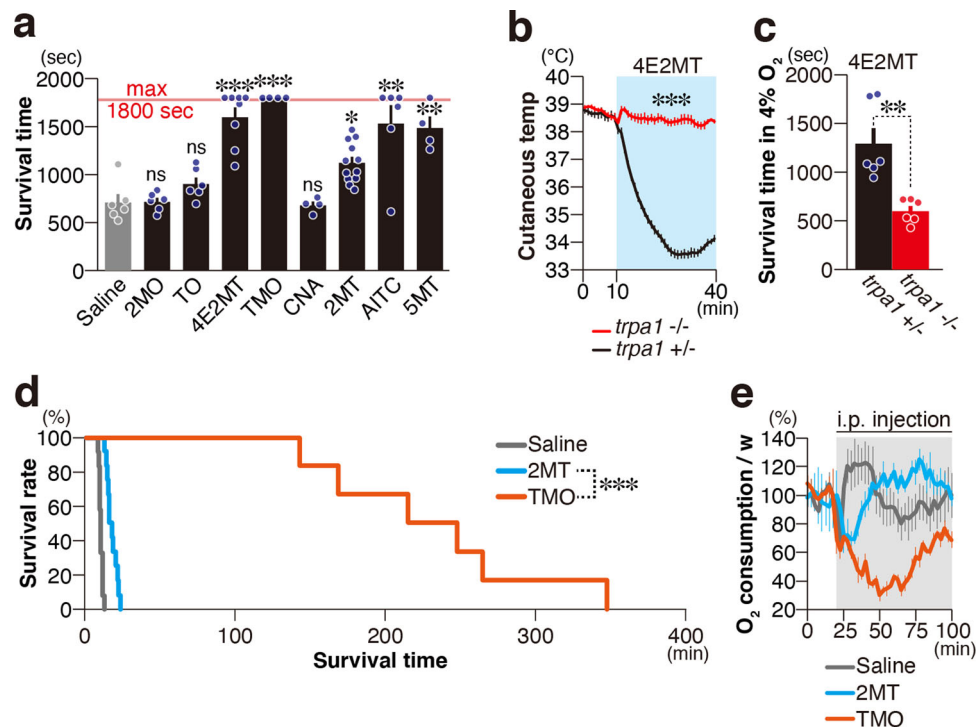 a
(sec)
Survival time
2000
1500
1000
500
0
max
1800 sec
ns
ns
***
***
ns
*
**
**
Saline
2MO
TO
4E2MT
TMO
CNA
2MT
AITC
5MT
b
(°C)
4E2MT
Cutaneous temp
40
39
38
37
36
35
34
33
***
0
10
40
(min)
trpa1 -/-
trpa1 +/-
c
(sec)
4E2MT
Survival time in 4% O2
2000
1500
1000
500
0
**
trpa1 +/-
trpa1 -/-
d
(%)
Survival rate
100
80
60
40
20
0
Saline
2MT
TMO
***
0
100
200
300
400
(min)
Survival time
e
(%)
i.p. injection
O2 consumption / w
140
120
100
80
60
40
20
0
25
50
75
100
(min)
Saline
2MT
TMO